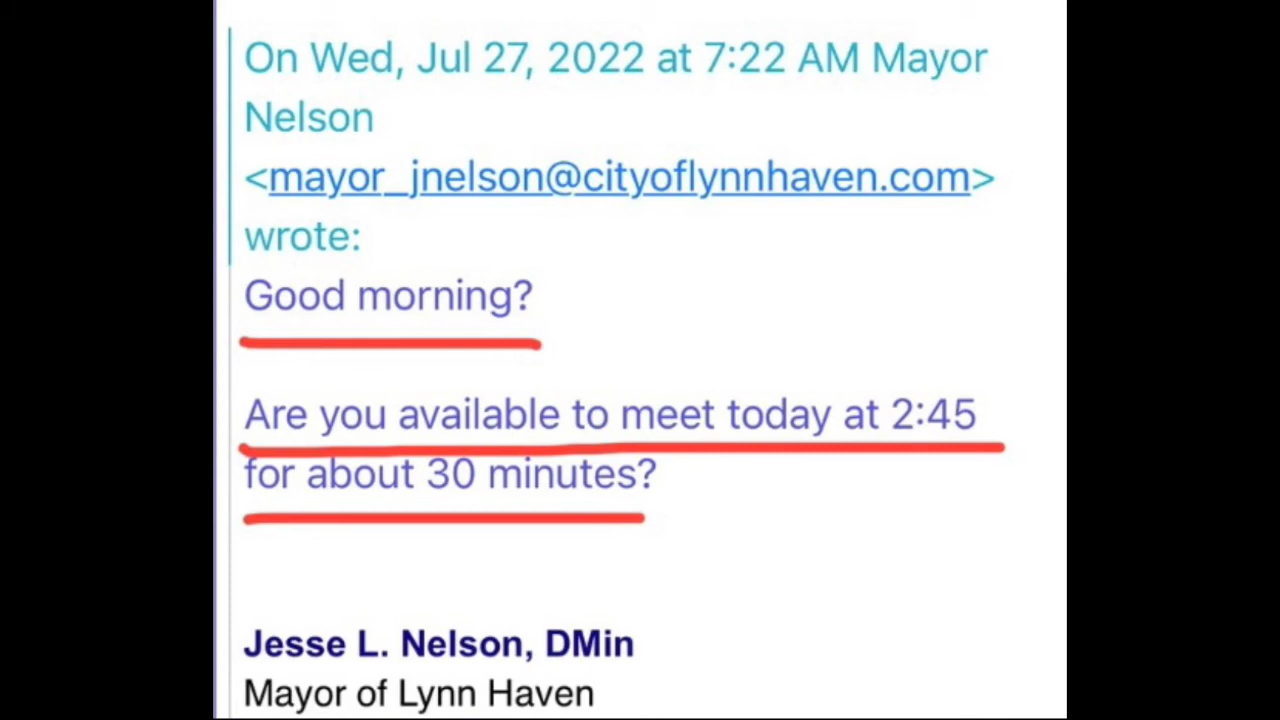 On Wed, Jul 27, 2022 at 7:22 AM Mayor
Nelson
<mayor_jnelson@cityoflynnhaven.com>
wrote:
Good morning?
Are you available to meet today at 2:45
for about 30 minutes?
Jesse L. Nelson, DMin
Mayor of Lynn Haven